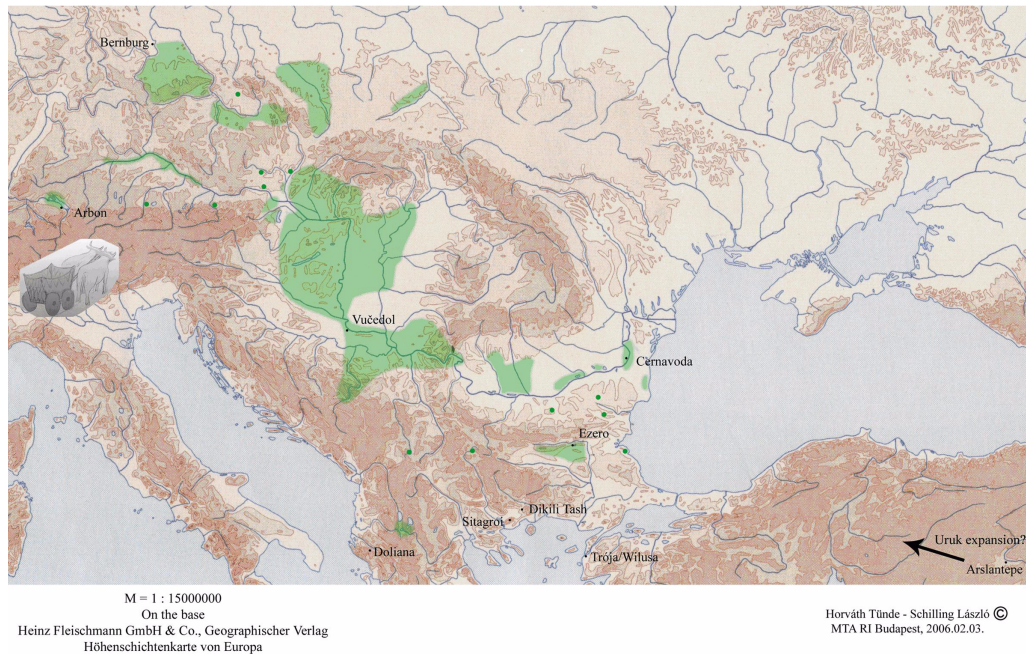 Bernburg
Arbon
Vučedol
Cernavoda
Ezero
Dikili Tash
Sitagroi
Doliana
Trója/Wilusa
Uruk expansion?
Arslantepe
M = 1 : 15000000
On the base
Heinz Fleischmann GmbH & Co., Geographischer Verlag
Höhenschichtenkarte von Europa
Horváth Tünde - Schilling László ©
MTA RI Budapest, 2006.02.03.